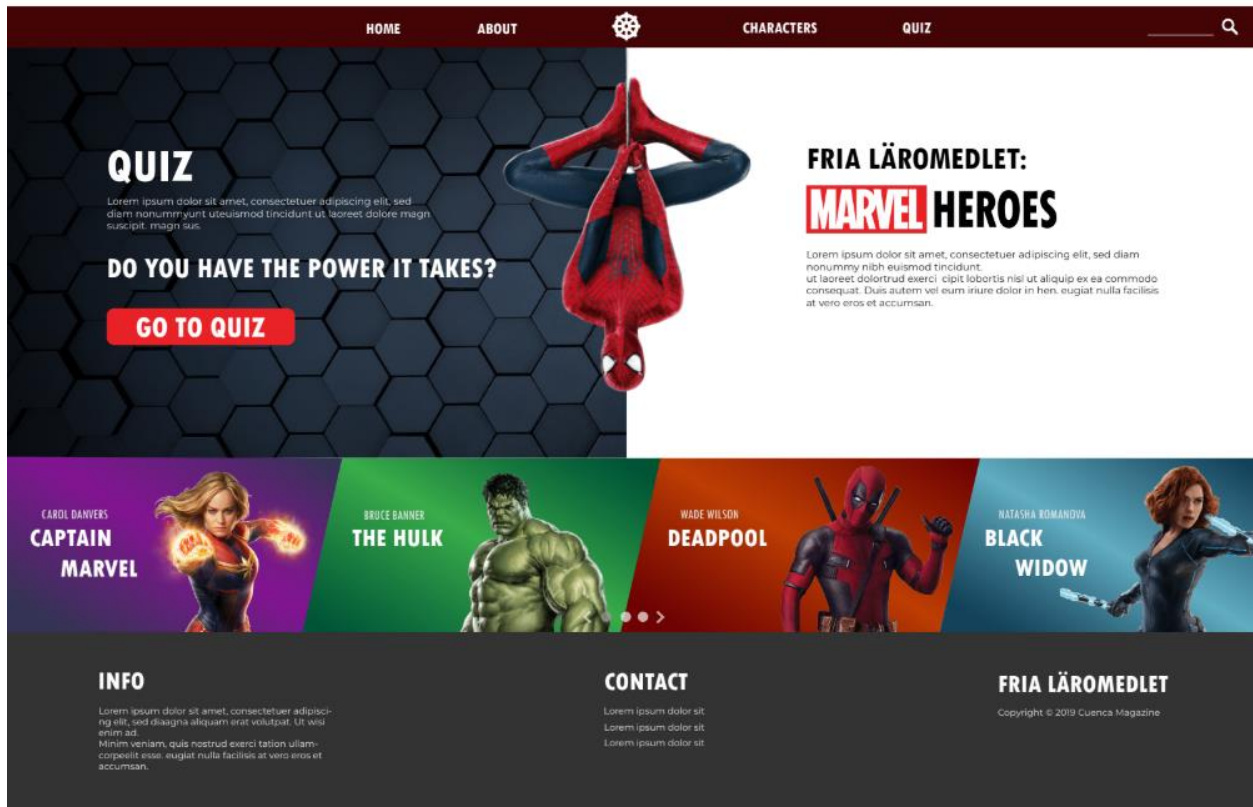 HOME ABOUT CHARACTERS QUIZ
QUIZ
Lorem ipsum dolor sit amet, consectetuer adipiscing elit, sed
diam nonummyunt uteuismod tincidunt ut laoreet dolore magn
suscipit. magn sus.
DO YOU HAVE THE POWER IT TAKES?
GO TO QUIZ
FRIA LÄROMEDLET:
MARVEL HEROES
Lorem ipsum dolor sit amet, consectetuer adipiscing elit, sed diam
nonummy nibh euismod tincidunt.
ut laoreet dolortrud exerci cipit lobortis nisl ut aliquip ex ea commodo
consequat. Duis autem vel eum iriure dolor in hen. eugiat nulla facilisis
at vero eros et accumsan.
CAROL DANVERS
CAPTAIN
MARVEL
BRUCE BANNER
THE HULK
WADE WILSON
DEADPOOL
NATASHA ROMANOVA
BLACK
WIDOW
INFO
Lorem ipsum dolor sit amet, consectetuer adipisci-
ng elit, sed diaagna aliquam erat volutpat. Ut wisi
enim ad.
Minim veniam, quis nostrud exerci tation ullam-
corpeelit esse. eugiat nulla facilisis at vero eros et
accumsan.
CONTACT
Lorem ipsum dolor sit
Lorem ipsum dolor sit
Lorem ipsum dolor sit
FRIA LÄROMEDLET
Copyright © 2019 Cuenca Magazine